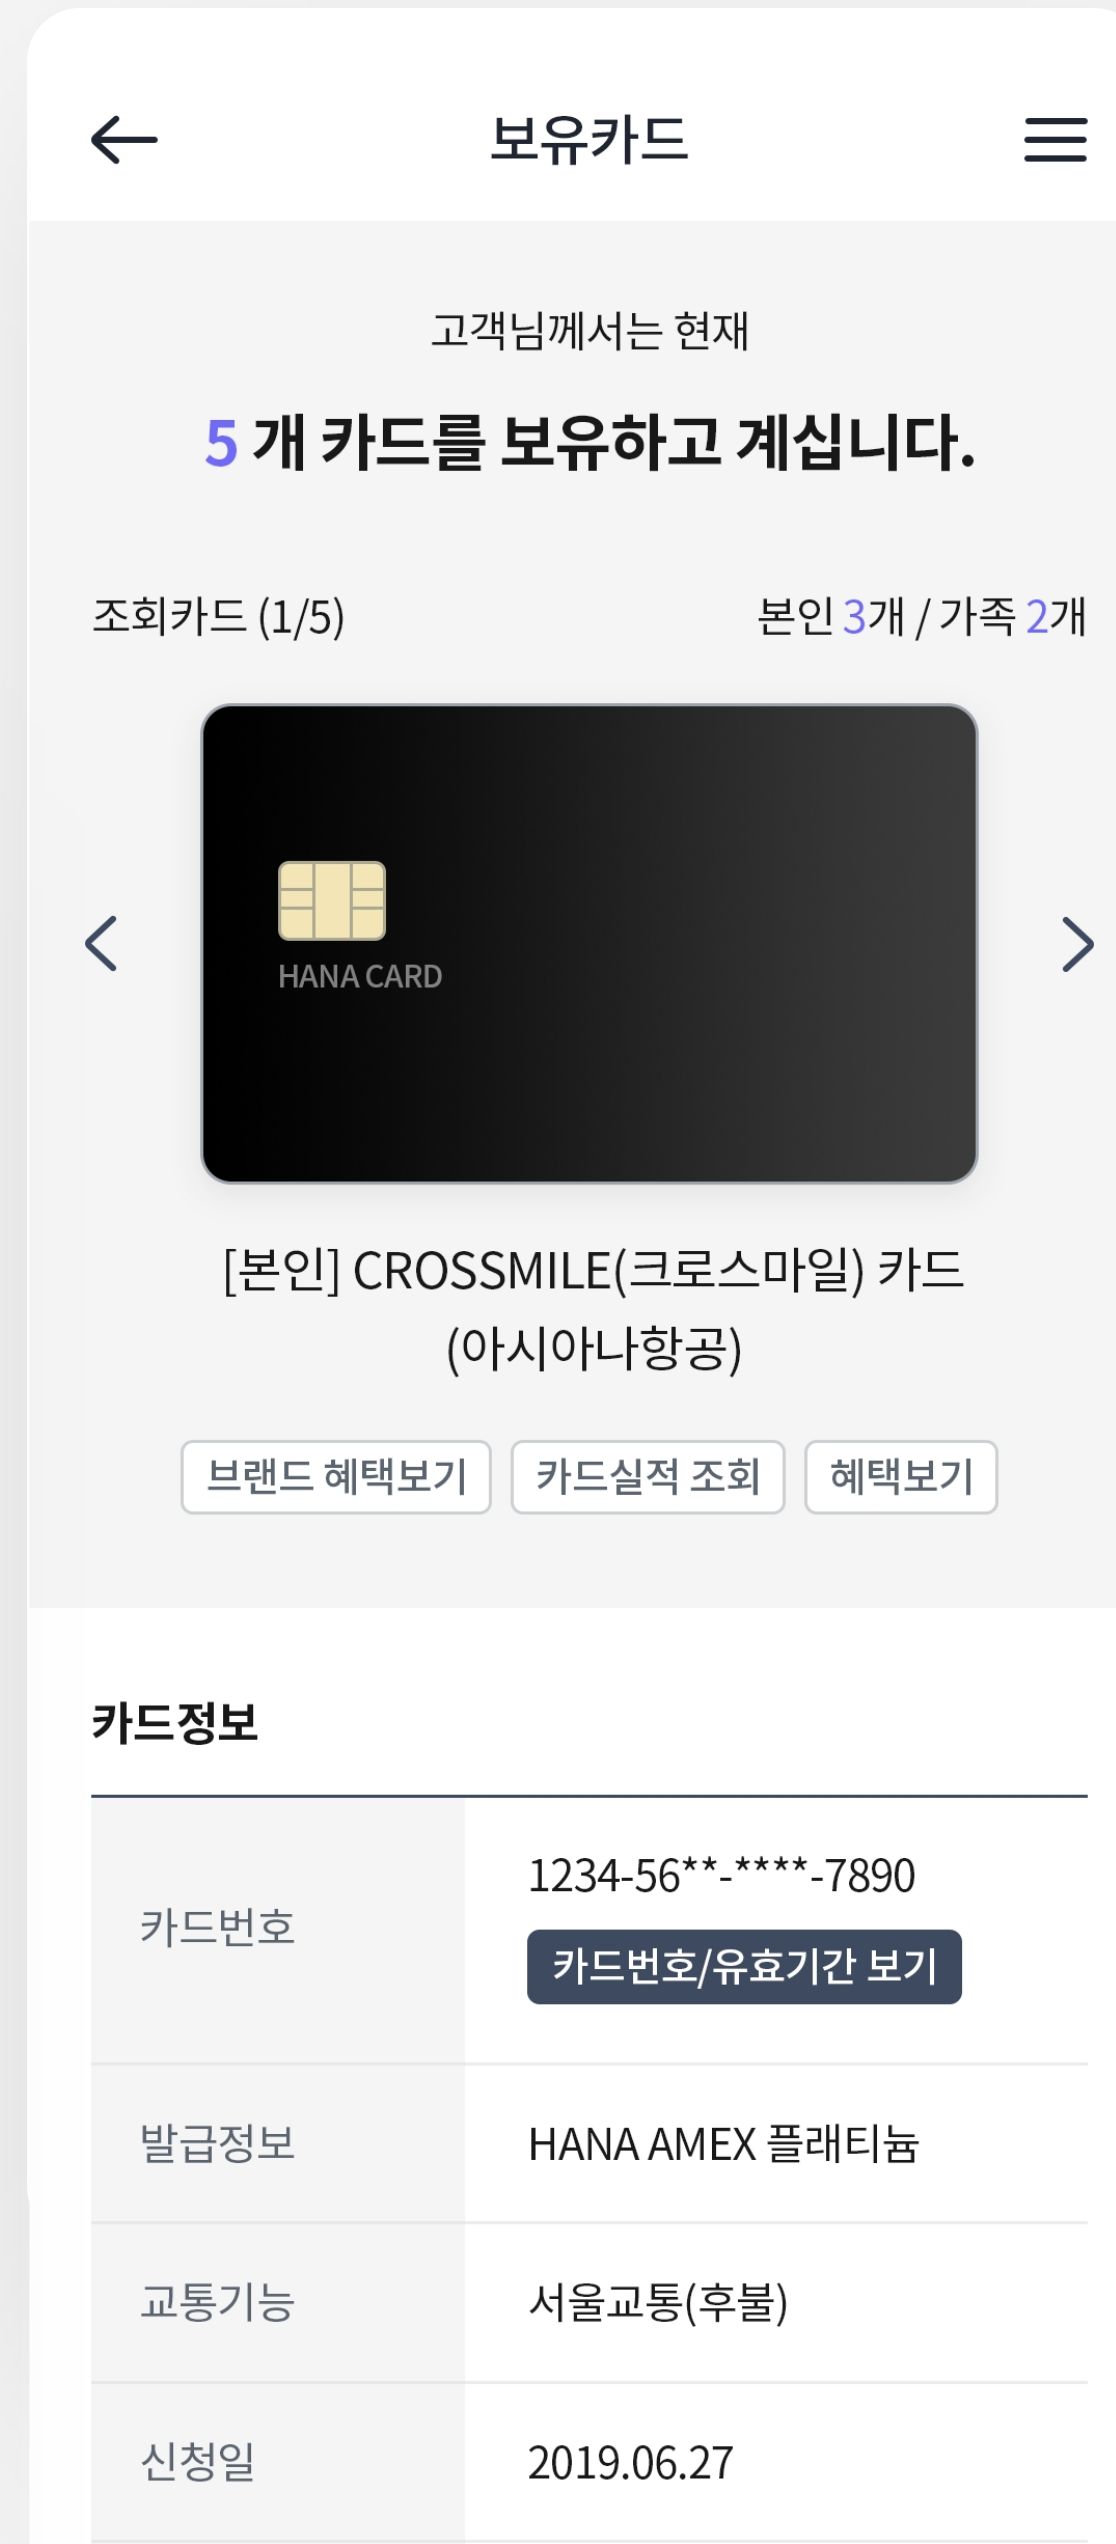 보유카드
고객님께서는 현재
5 개 카드를 보유하고 계십니다.
조회카드 (1/5)
본인 3개 / 가족 2개
HANA CARD
[본인] CROSSMILE(크로스마일) 카드
(아시아나항공)
브랜드 혜택보기
카드실적 조회
혜택보기
카드정보
카드번호
1234-56**-****-7890
카드번호/유효기간 보기
발급정보
HANA AMEX 플래티늄
교통기능
서울교통(후불)
신청일
2019.06.27